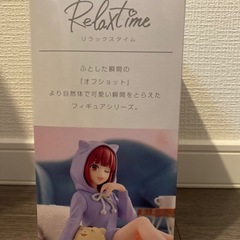 Relaxtime
リラックスタイム
ふとした瞬間の
「オフショット」
より自然体で可愛い瞬間をとらえた
フィギュアシリーズ。